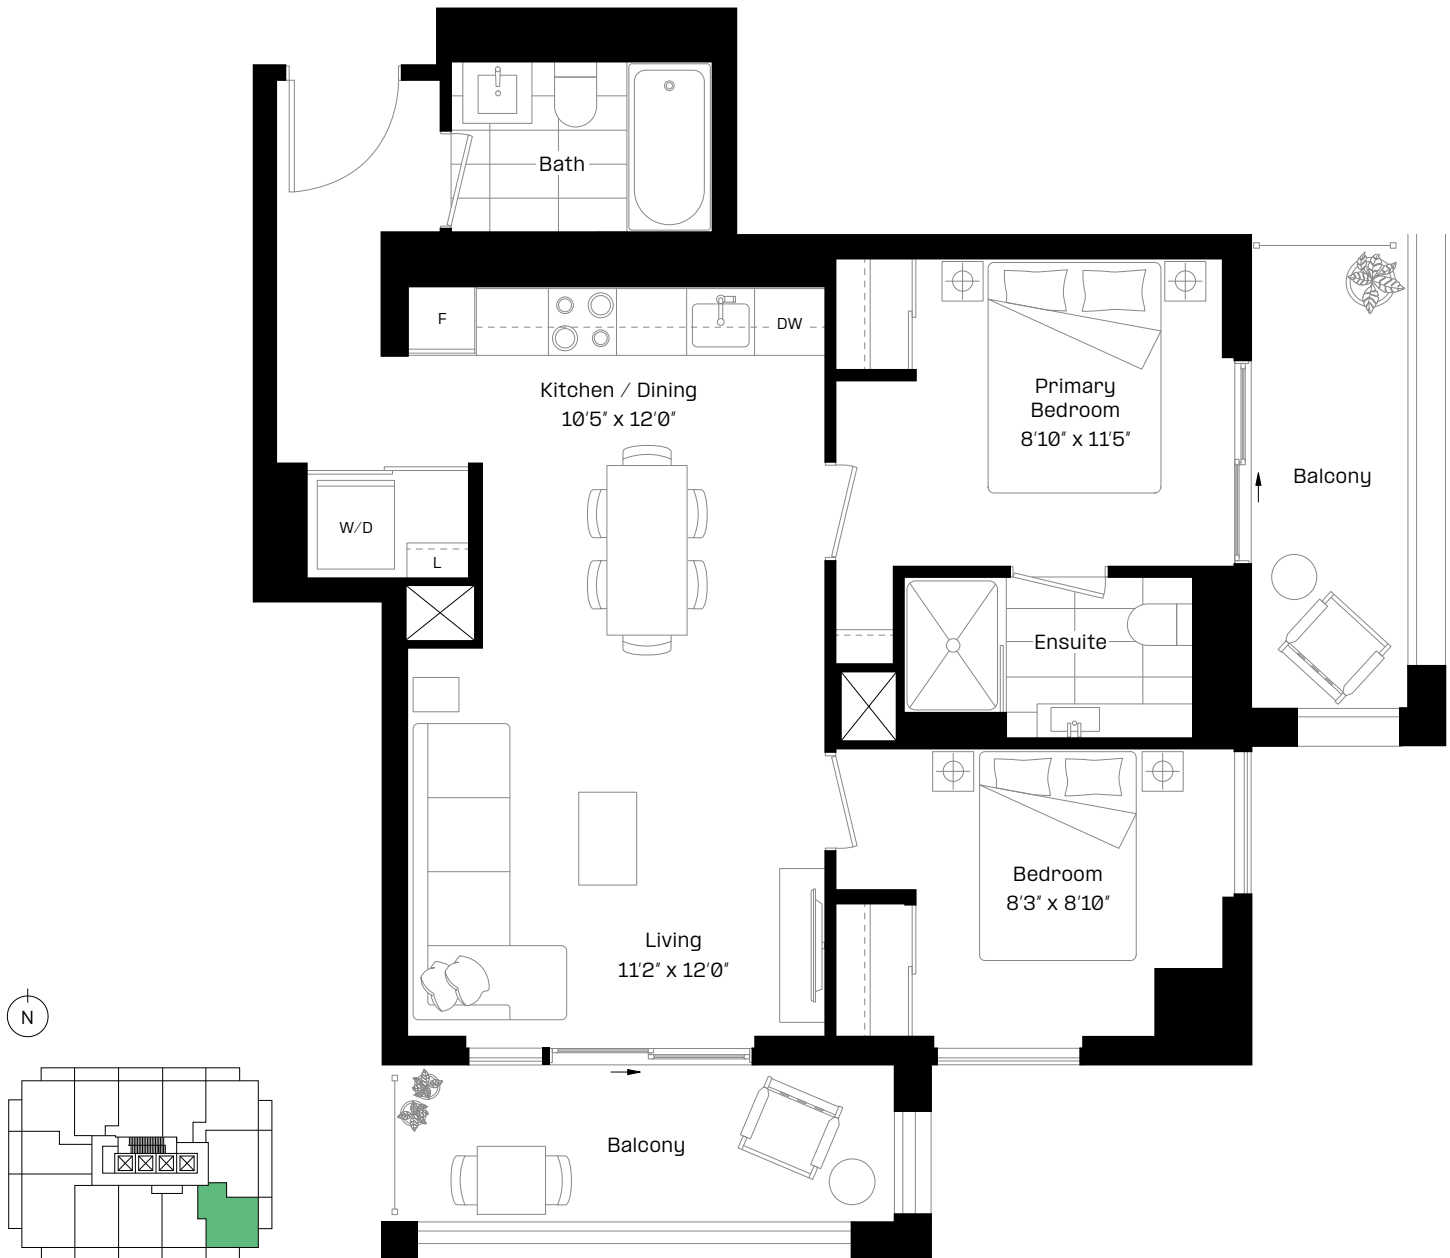 Bath
F
DW
Kitchen / Dining
10'5" x 12'0"
Primary
Bedroom
8'10" x 11'5"
Balcony
W/D
L
Ensuite
Bedroom
8'3" x 8'10"
Living
11'2" x 12'0"
N
Balcony